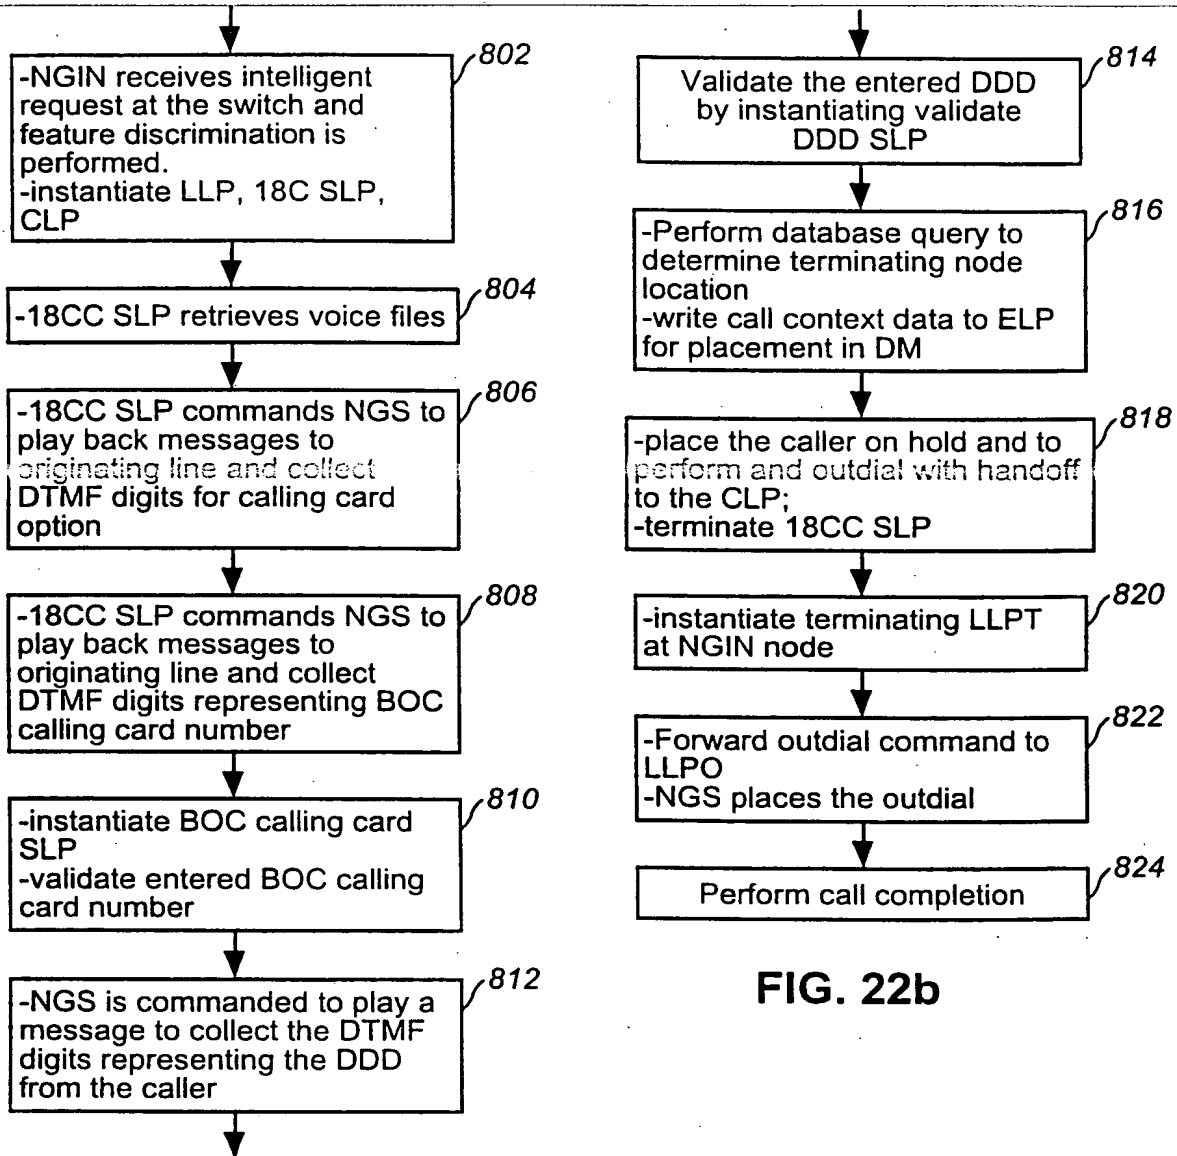 802
-NGIN receives intelligent
request at the switch and
feature discrimination is
performed.
-instantiate LLP, 18C SLP,
CLP
804
-18CC SLP retrieves voice files
806
-18CC SLP commands NGS to
play back messages to
originating line and collect
DTMF digits for calling card
option
808
-18CC SLP commands NGS to
play back messages to
originating line and collect
DTMF digits representing BOC
calling card number
810
-instantiate BOC calling card
SLP
-validate entered BOC calling
card number
812
-NGS is commanded to play a
message to collect the DTMF
digits representing the DDD
from the caller
814
Validate the entered DDD
by instantiating validate
DDD SLP
816
-Perform database query to
determine terminating node
location
-write call context data to ELP
for placement in DM
818
-place the caller on hold and to
perform and outdial with handoff
to the CLP;
-terminate 18CC SLP
820
-instantiate terminating LLPT
at NGIN node
822
-Forward outdial command to
LLPO
-NGS places the outdial
824
Perform call completion
FIG. 22b